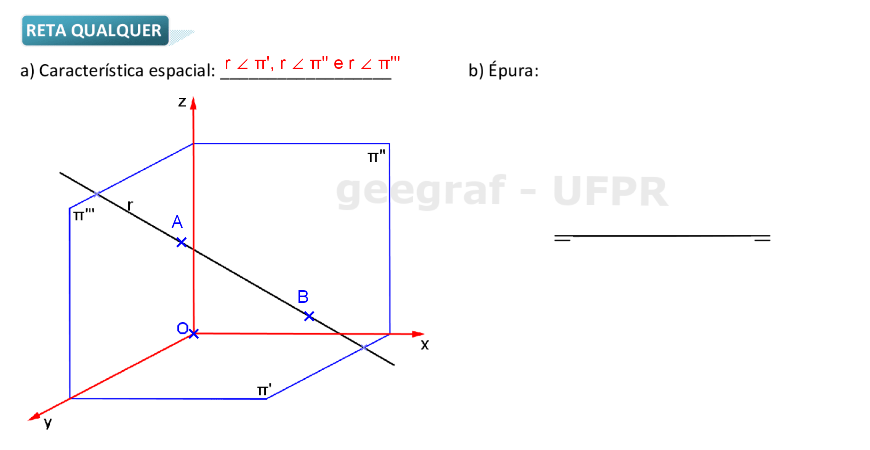 RETA QUALQUER
a) Característica espacial: r ∠ π', r ∠ π'' e r ∠ π'''
b) Épura:
z
π''
geegraf - UFPR
π'''
r
A
B
O
x
π'
y